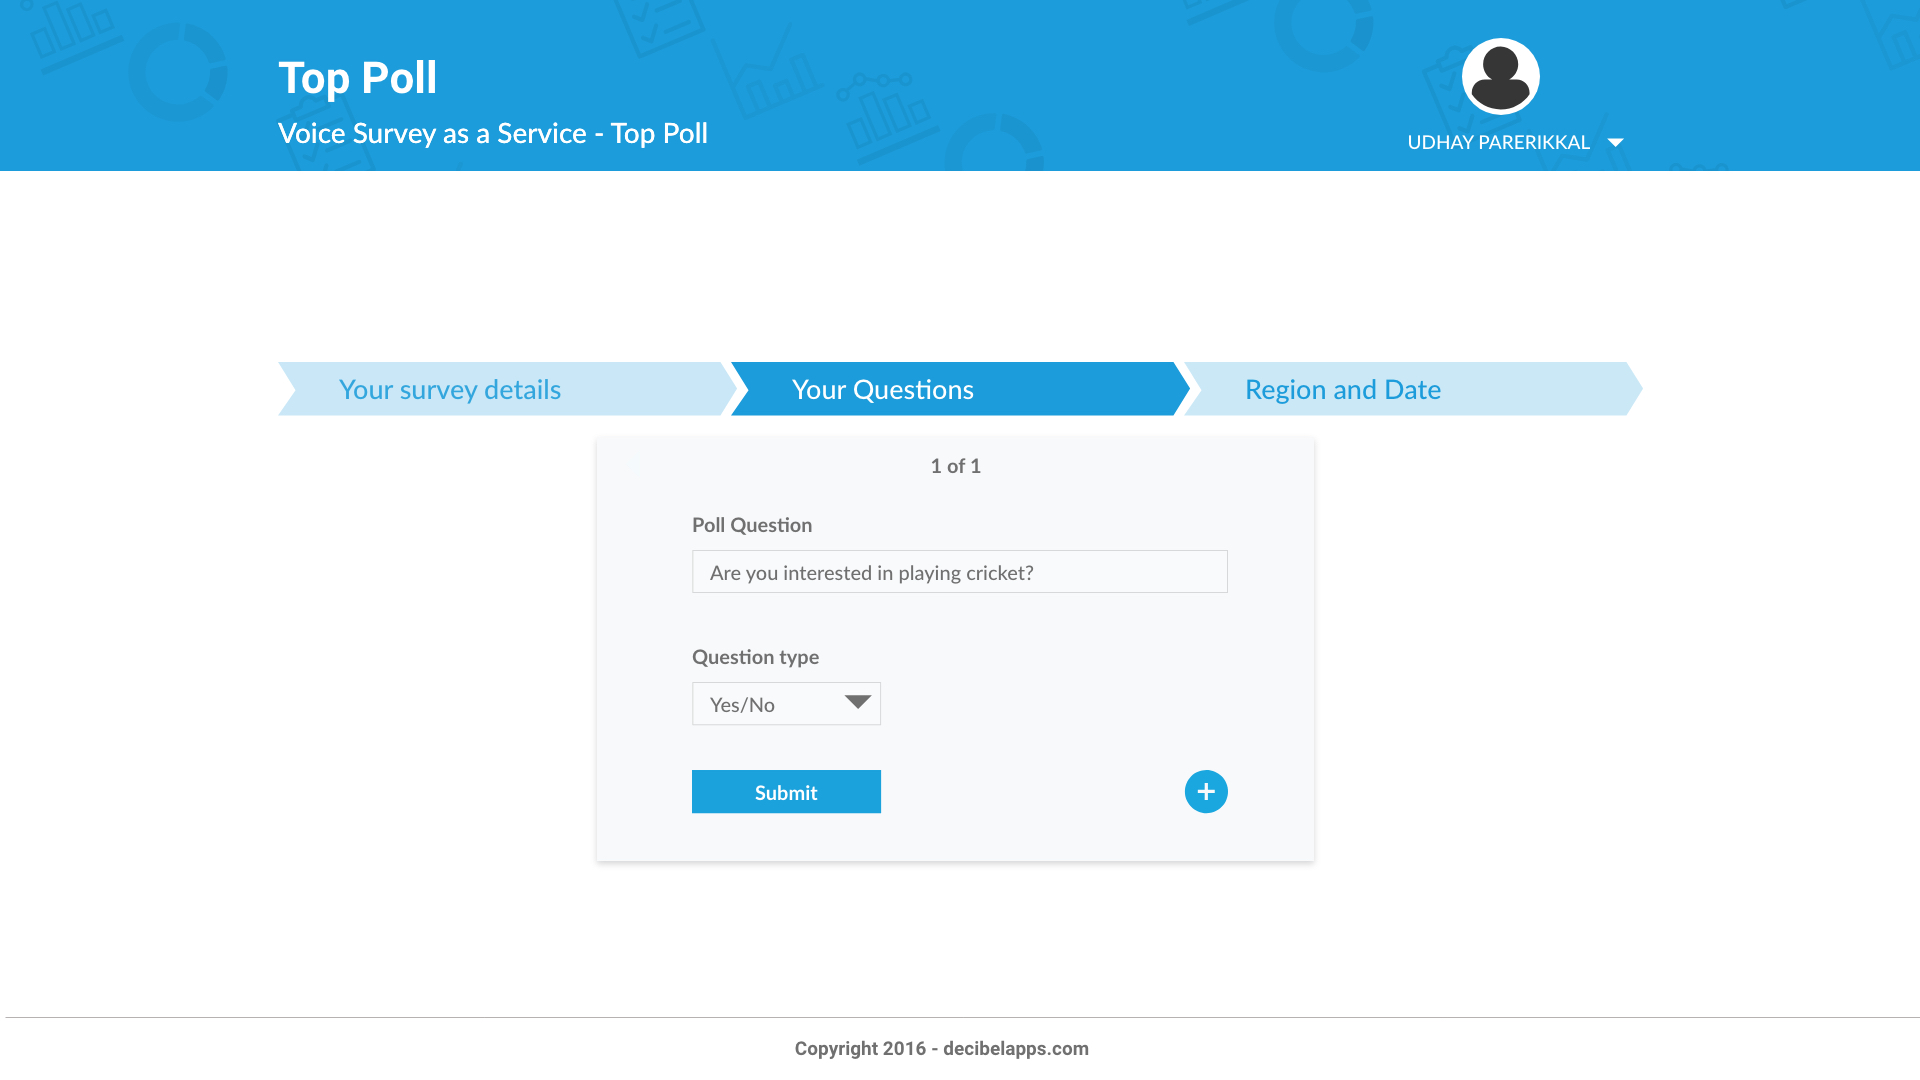 Top Poll
Voice Survey as a Service - Top Poll
UDHAY PARERIKKAL
Your survey details
Your Questions
Region and Date
1 of 1
Poll Question
Are you interested in playing cricket?
Question type
Yes/No
Submit
+
Copyright 2016 - decibelapps.com